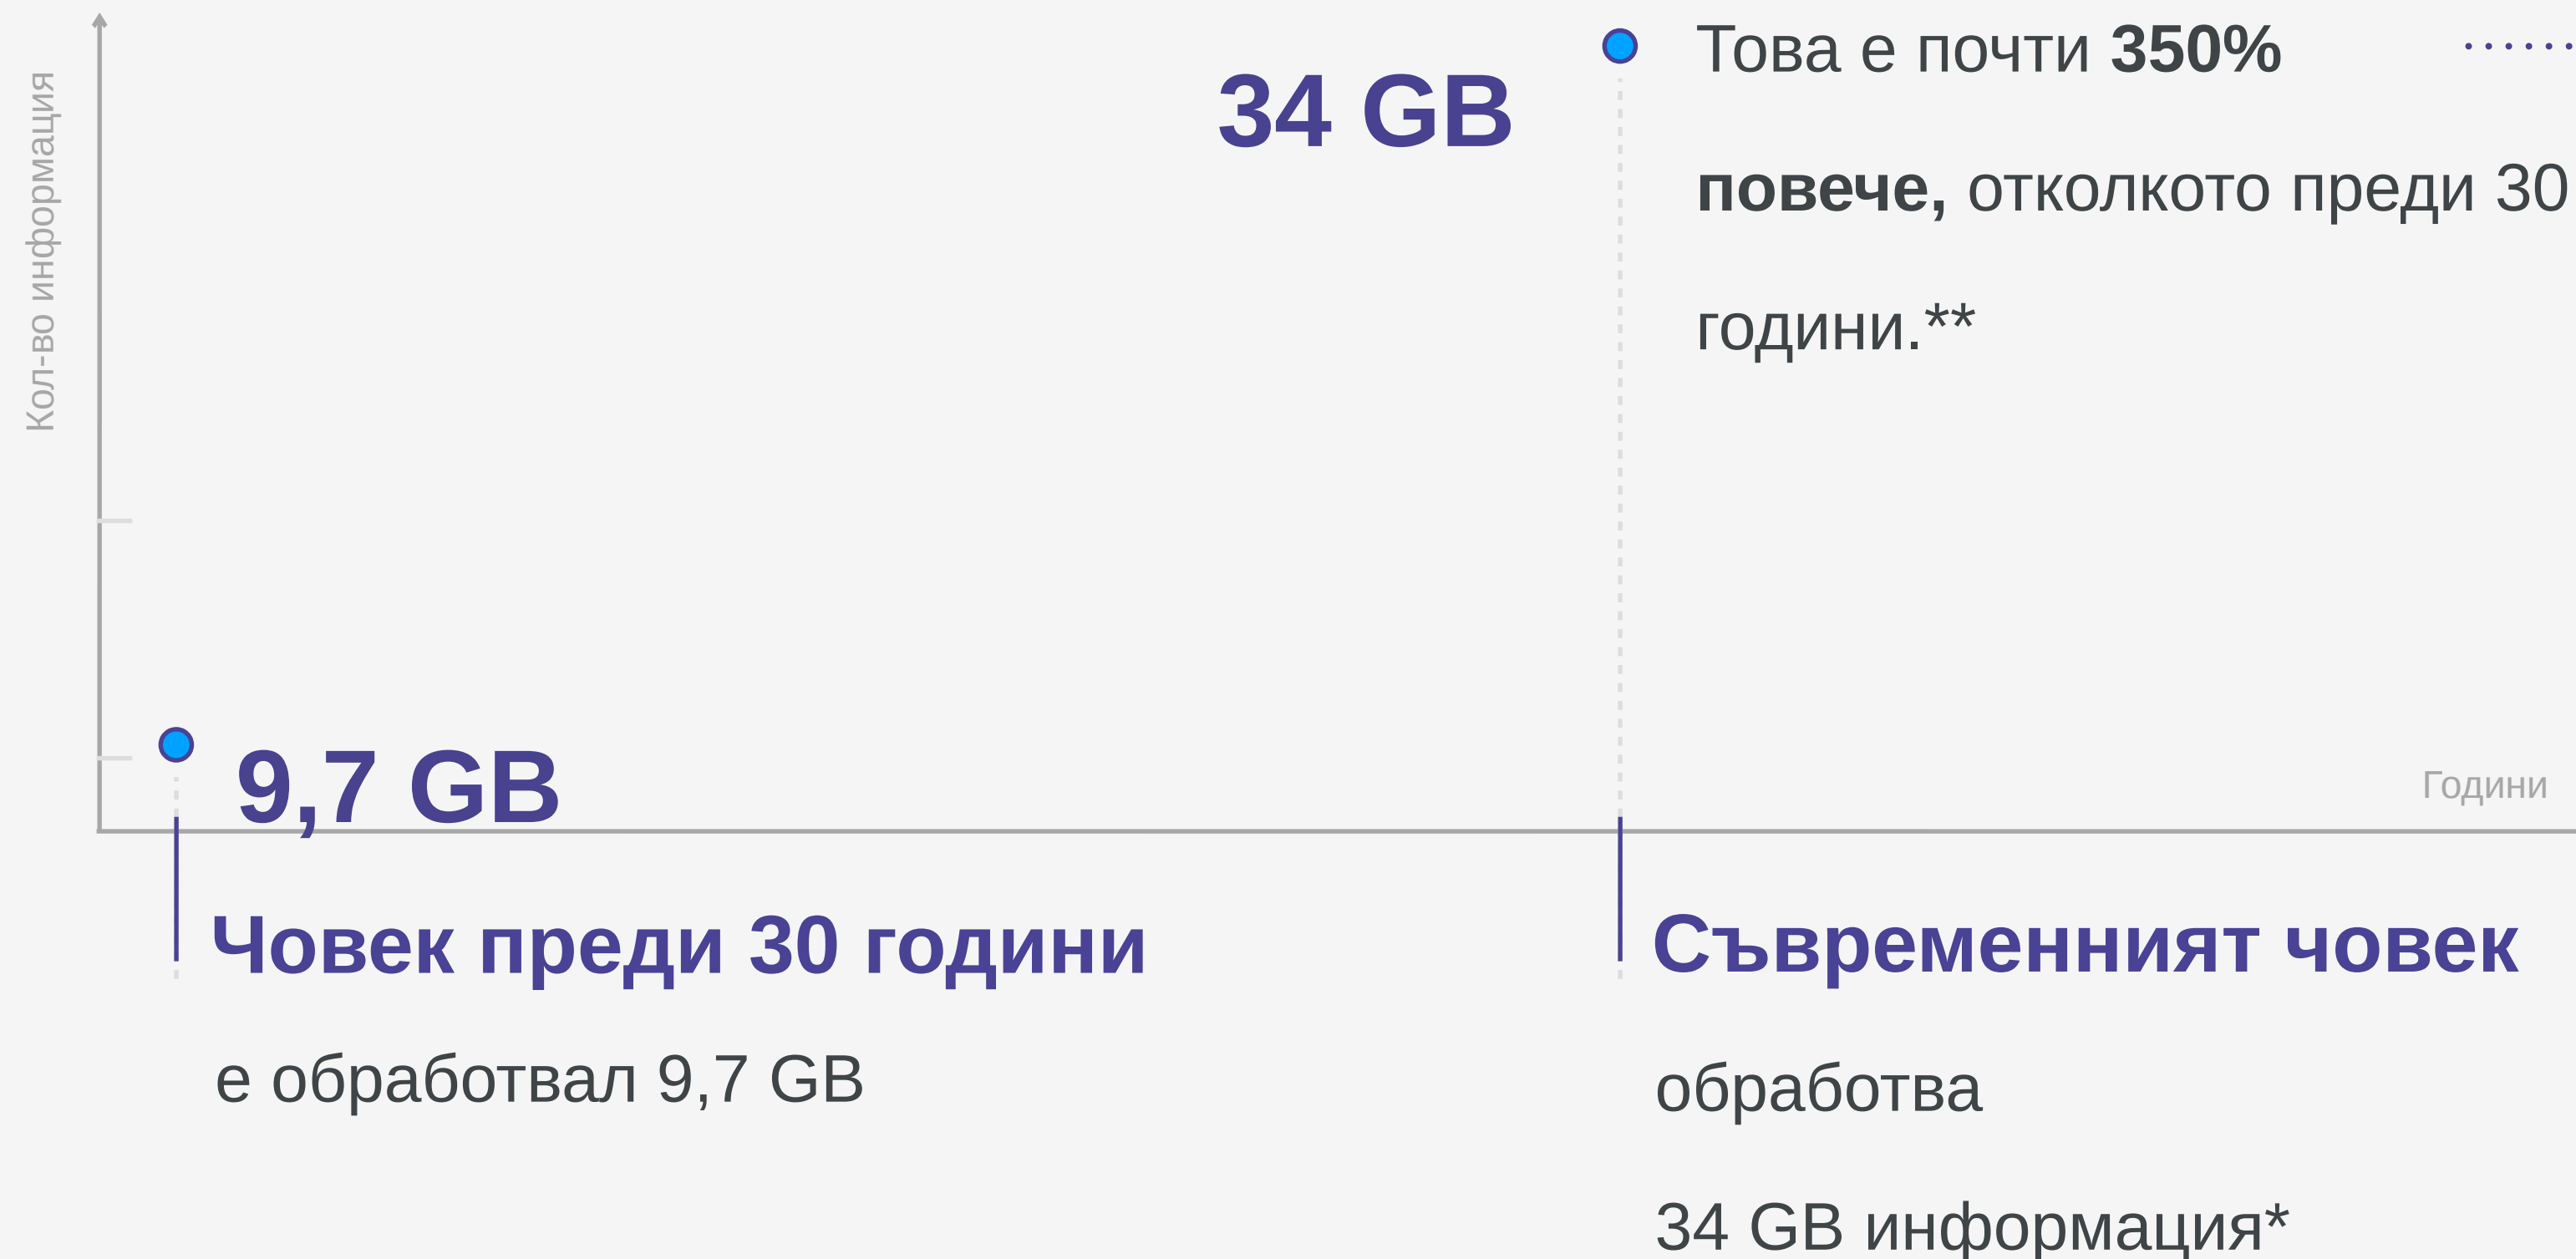 Кол-во информация
34 GB
Това е почти 350%
повече, отколкото преди 30
години.**
9,7 GB
Години
Човек преди 30 години
е обработвал 9,7 GB
Съвременният човек
обработва
34 GB информация*